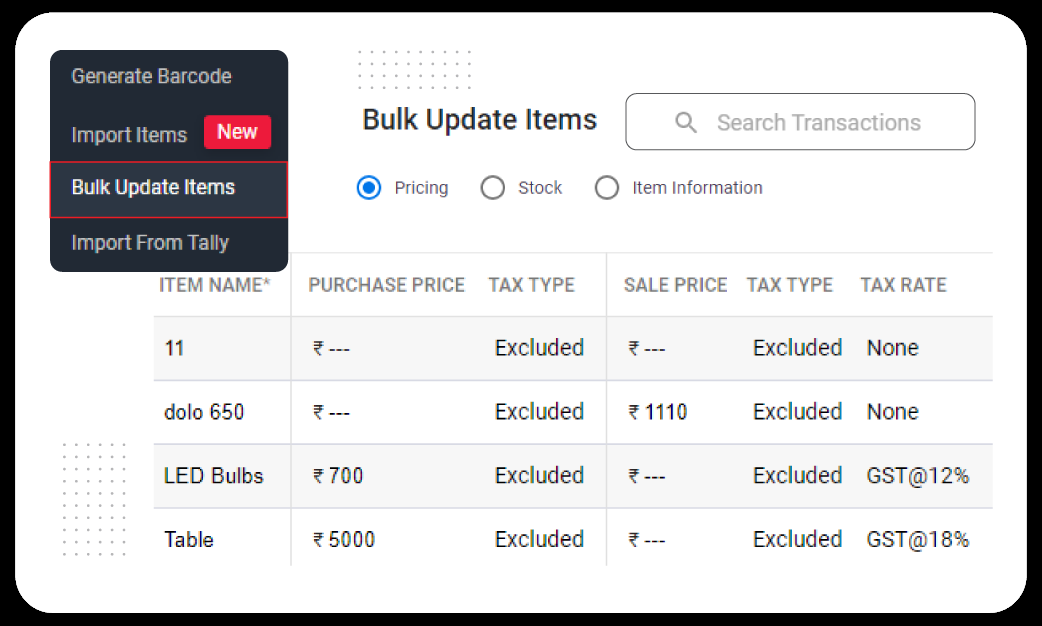 Generate Barcode
Import Items New
Bulk Update Items
Import From Tally
Bulk Update Items
Search Transactions
Pricing Stock Item Information
ITEM NAME* PURCHASE PRICE TAX TYPE SALE PRICE TAX TYPE TAX RATE
11 ₹ --- Excluded ₹ --- Excluded None
dolo 650 ₹ --- Excluded ₹ 1110 Excluded None
LED Bulbs ₹ 700 Excluded ₹ --- Excluded GST@12%
Table ₹ 5000 Excluded ₹ --- Excluded GST@18%